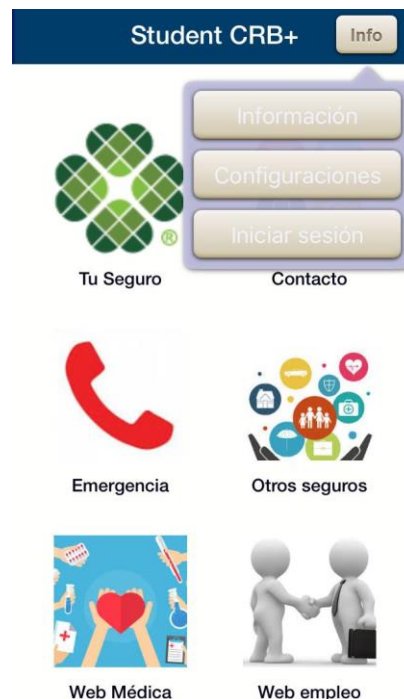 Student CRB+
Info
Información
Configuraciones
Iniciar sesión
®
Tu Seguro
Contacto
Emergencia
Otros seguros
Web Médica
Web empleo